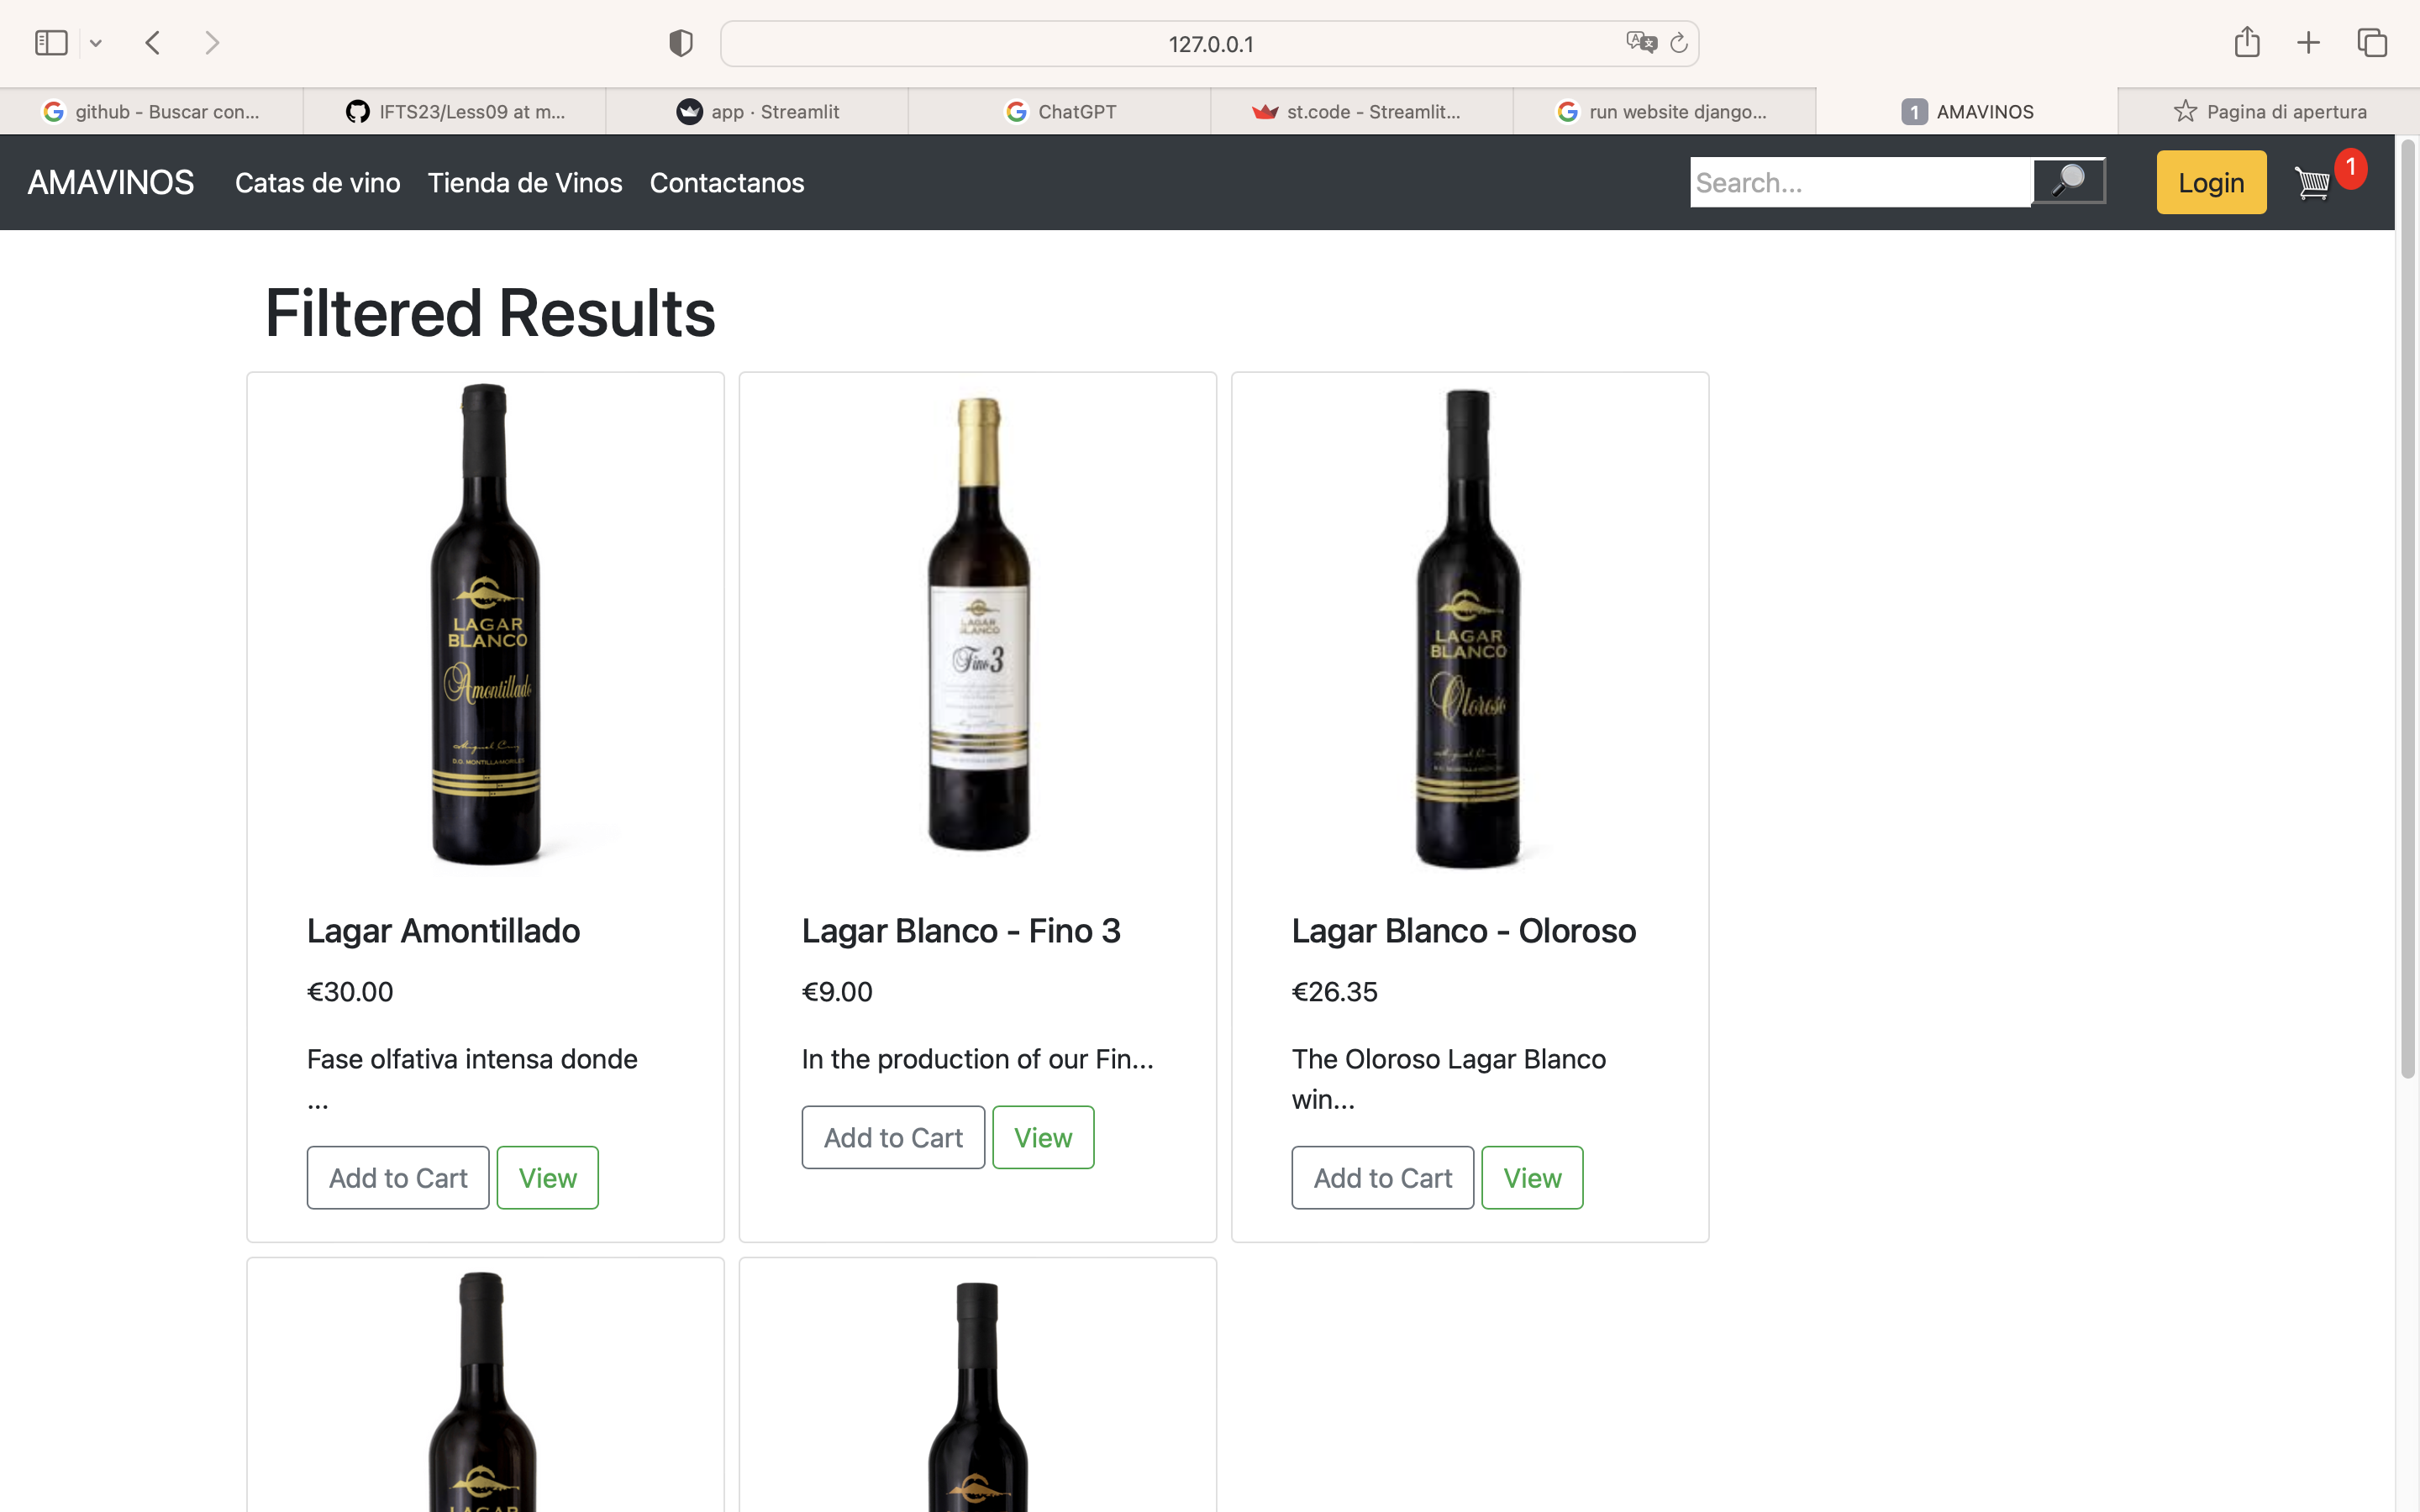 127.0.0.1
github - Buscar con...
IFTS23/Less09 at m...
app · Streamlit
ChatGPT
st.code - Streamlit...
run website django...
1 AMAVINOS
Pagina di apertura
AMAVINOS
Catas de vino
Tienda de Vinos
Contactanos
Search...
Login
1
Filtered Results
LAGAR
BLANCO
Amontillado
D.O. MONTILLA-MORILES
LAGAR
BLANCO
Fino 3
LAGAR
BLANCO
Oloroso
Lagar Amontillado
€30.00
Fase olfativa intensa donde
...
Add to Cart
View
Lagar Blanco - Fino 3
€9.00
In the production of our Fin...
Add to Cart
View
Lagar Blanco - Oloroso
€26.35
The Oloroso Lagar Blanco
win...
Add to Cart
View
LAGAR